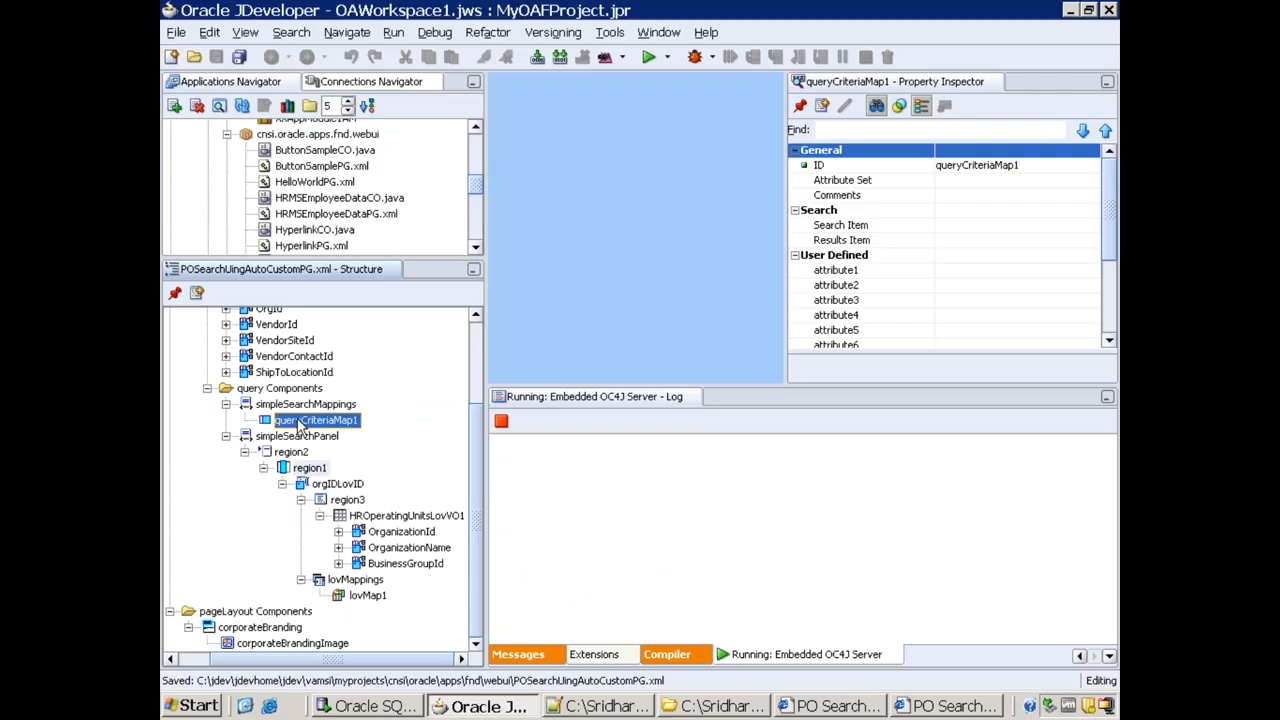 Oracle JDeveloper - OAWorkspace1.jws : MyOAFProject.jpr
File Edit View Search Navigate Run Debug Refactor Versioning Tools Window Help
Applications Navigator Connections Navigator
5
cnsi.oracle.apps.fnd.webui
ButtonSampleCO.java
ButtonSamplePG.xml
HelloWorldPG.xml
HRMSEmployeeDataCO.java
HRMSEmployeeDataPG.xml
HyperlinkCO.java
HyperlinkPG.xml
POSearchUingAutoCustomPG.xml - Structure
OrgId
VendorId
VendorSiteId
VendorContactId
ShipToLocationId
query Components
simpleSearchMappings
queryCriteriaMap1
simpleSearchPanel
region2
region1
orgIDLovID
region3
HROperatingUnitsLovVO1
OrganizationId
OrganizationName
BusinessGroupId
lovMappings
lovMap1
pageLayout Components
corporateBranding
corporateBrandingImage
queryCriteriaMap1 - Property Inspector
Find:
General
ID queryCriteriaMap1
Attribute Set
Comments
Search
Search Item
Results Item
User Defined
attribute1
attribute2
attribute3
attribute4
attribute5
attribute6
Running: Embedded OC4J Server - Log
Messages Extensions Compiler Running: Embedded OC4J Server
Saved: C:\jdev\jdevhome\jdev\vamsi\myprojects\cnsi\oracle\apps\fnd\webui\POSearchUingAutoCustomPG.xml Editing
Start Oracle SQ... Oracle J... C:\Sridhar... C:\Sridhar... PO Search... PO Search...